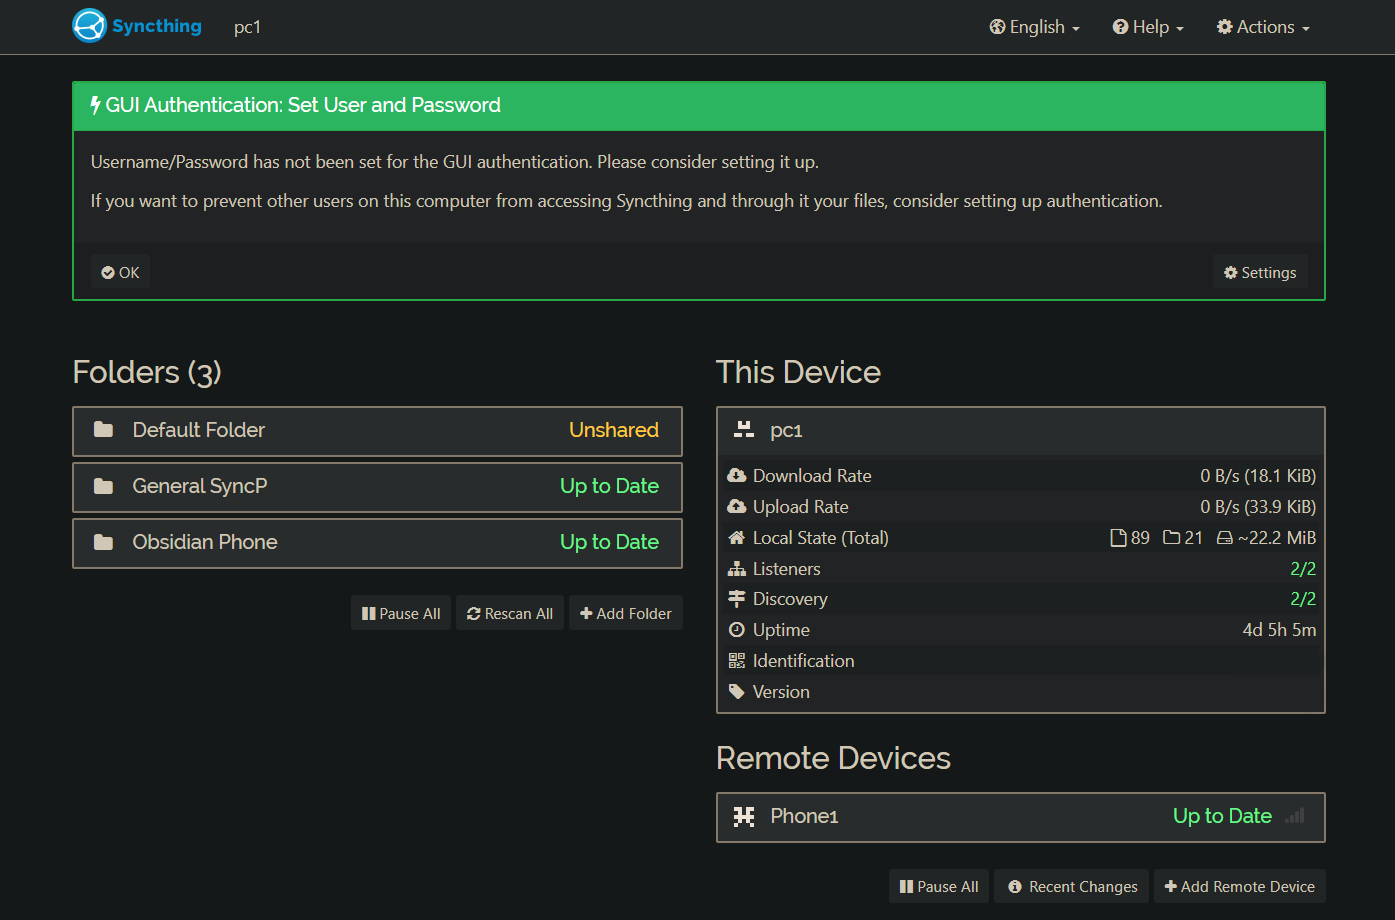 Syncthing pc1 English Help Actions
GUI Authentication: Set User and Password
Username/Password has not been set for the GUI authentication. Please consider setting it up.
If you want to prevent other users on this computer from accessing Syncthing and through it your files, consider setting up authentication.
OK Settings
Folders (3)
Default Folder Unshared
General SyncP Up to Date
Obsidian Phone Up to Date
Pause All Rescan All Add Folder
This Device
pc1
Download Rate 0 B/s (18.1 KiB)
Upload Rate 0 B/s (33.9 KiB)
Local State (Total) 89 21 ~22.2 MiB
Listeners 2/2
Discovery 2/2
Uptime 4d 5h 5m
Identification
Version
Remote Devices
Phone1 Up to Date
Pause All Recent Changes Add Remote Device